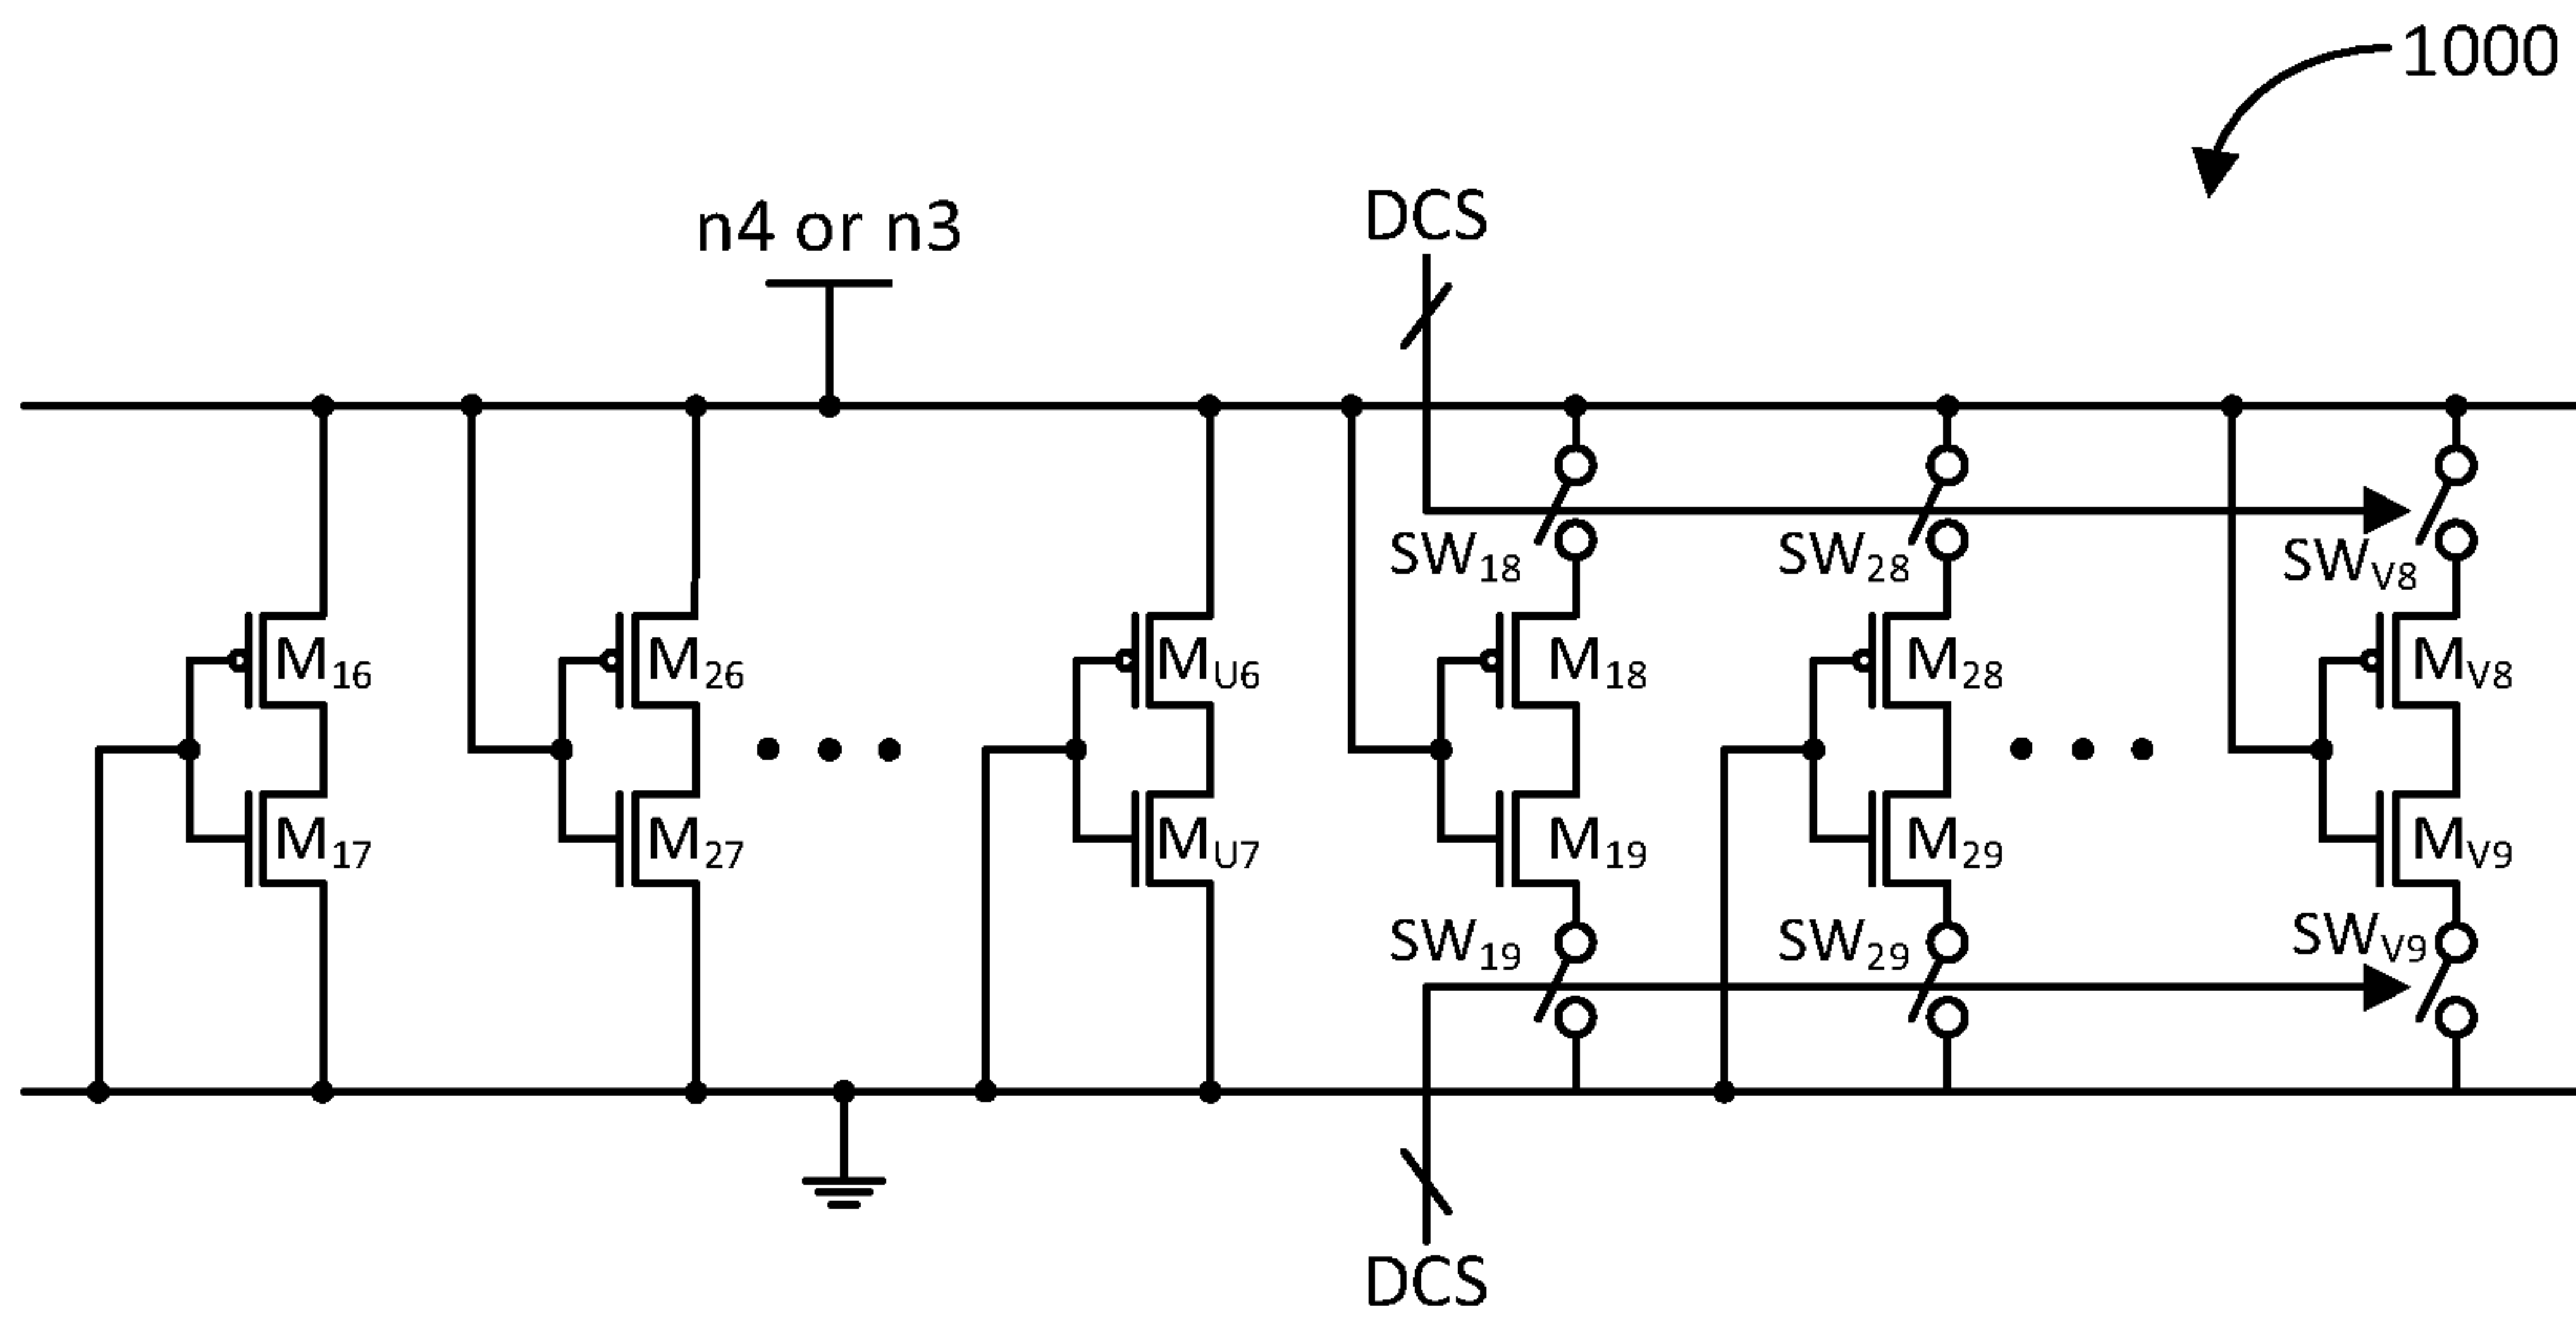 1000
n4 or n3
DCS
SW18 SW28 SWV8
M16 M26 MU6 M18 M28 MV8
M17 M27 MU7 M19 M29 MV9
SW19 SW29 SWV9
DCS